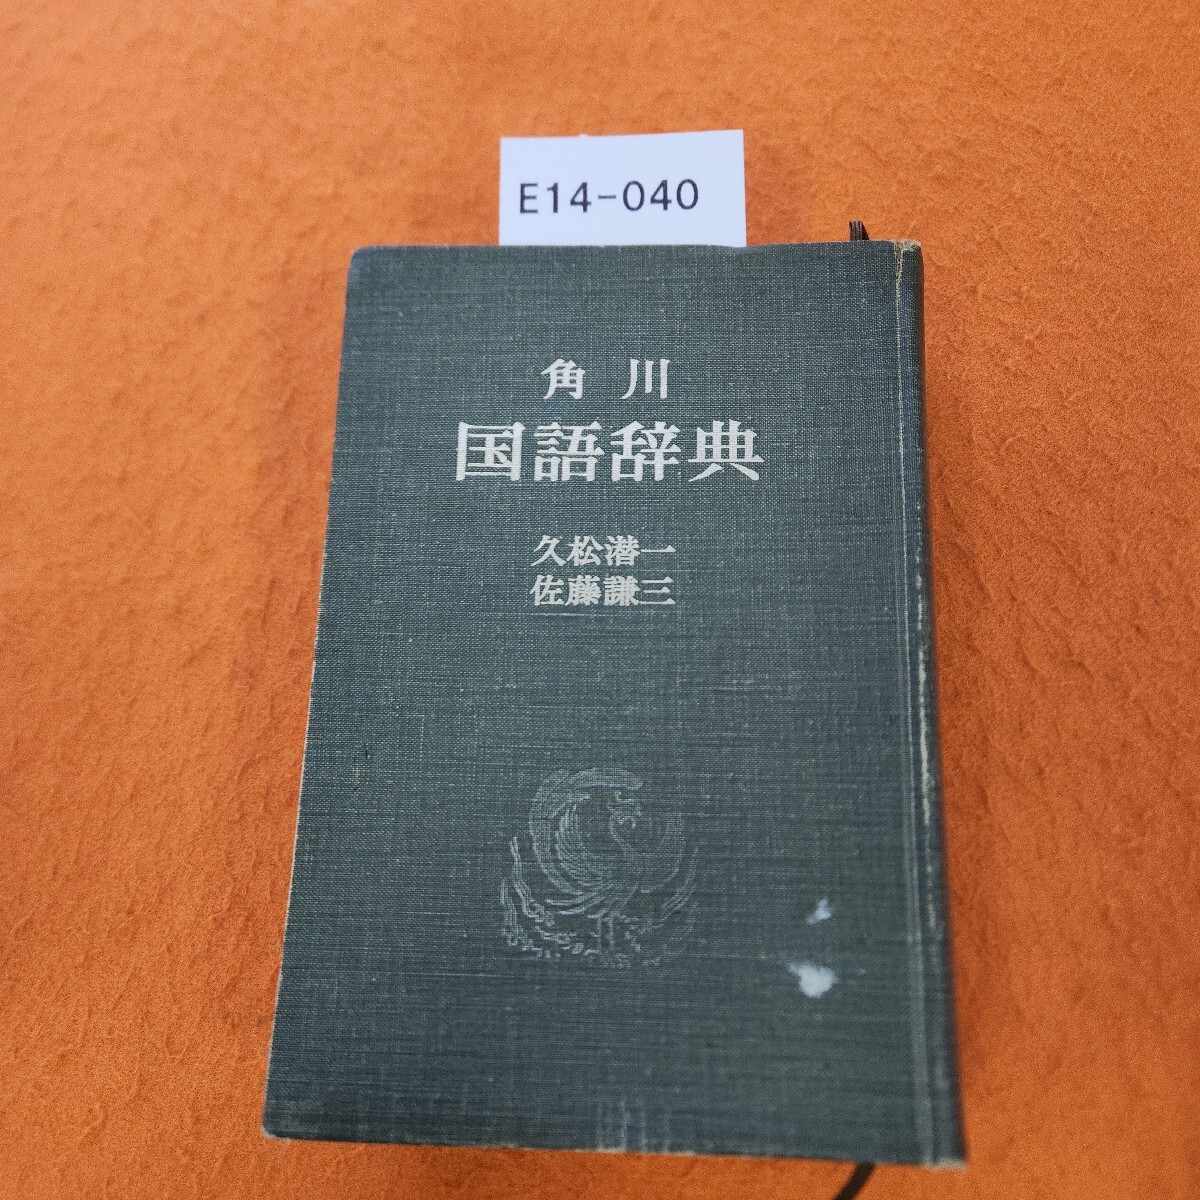 E14-040
角川
国語辞典
久松潜一
佐藤謙三